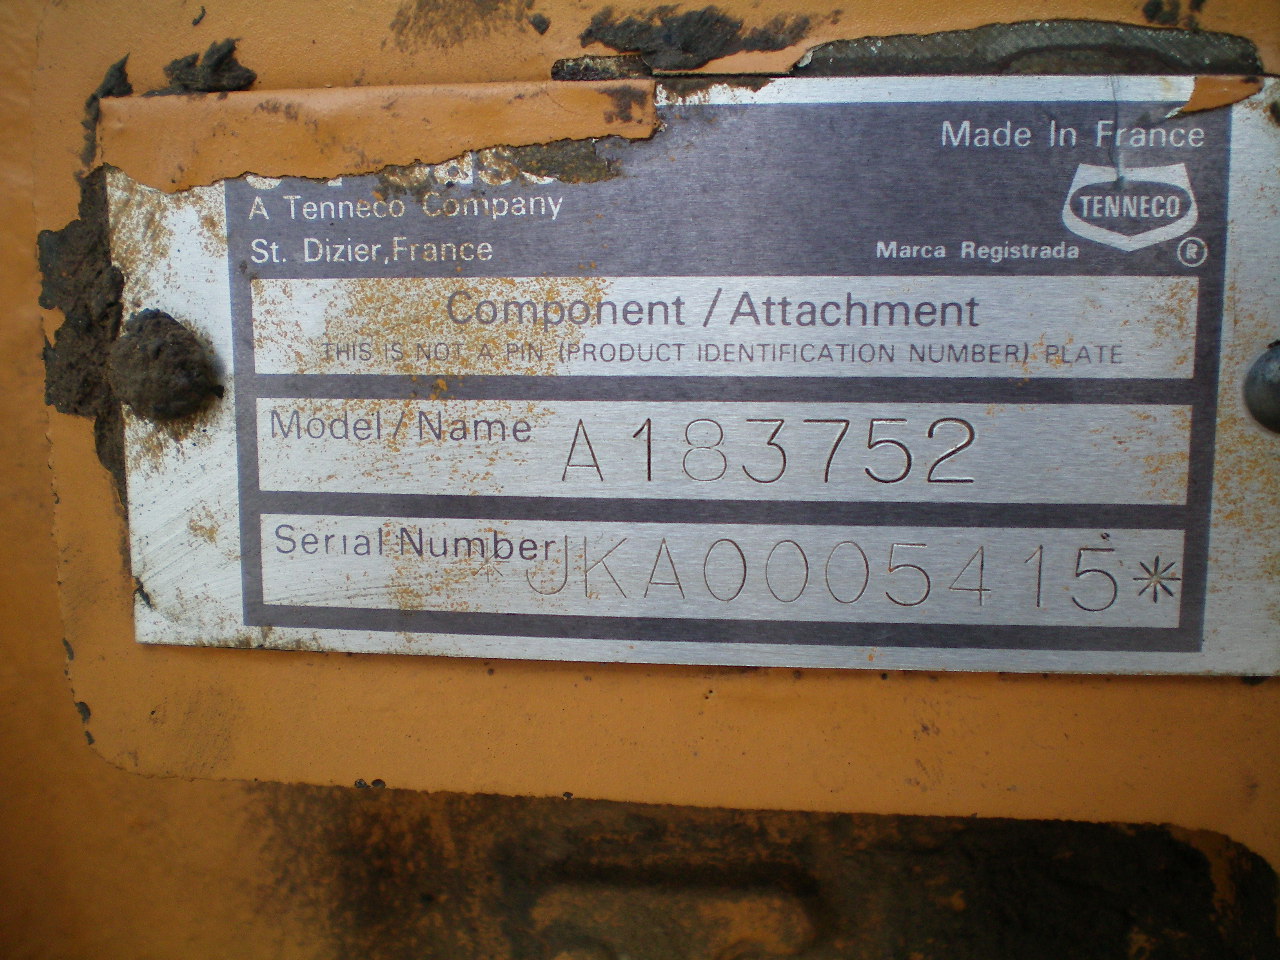 Made In France
A Tenneco Company
TENNECO
St. Dizier,France
Marca Registrada ®
Component / Attachment
THIS IS NOT A PIN (PRODUCT IDENTIFICATION NUMBER) PLATE
Model / Name A183752
Serial Number *JKA0005415*